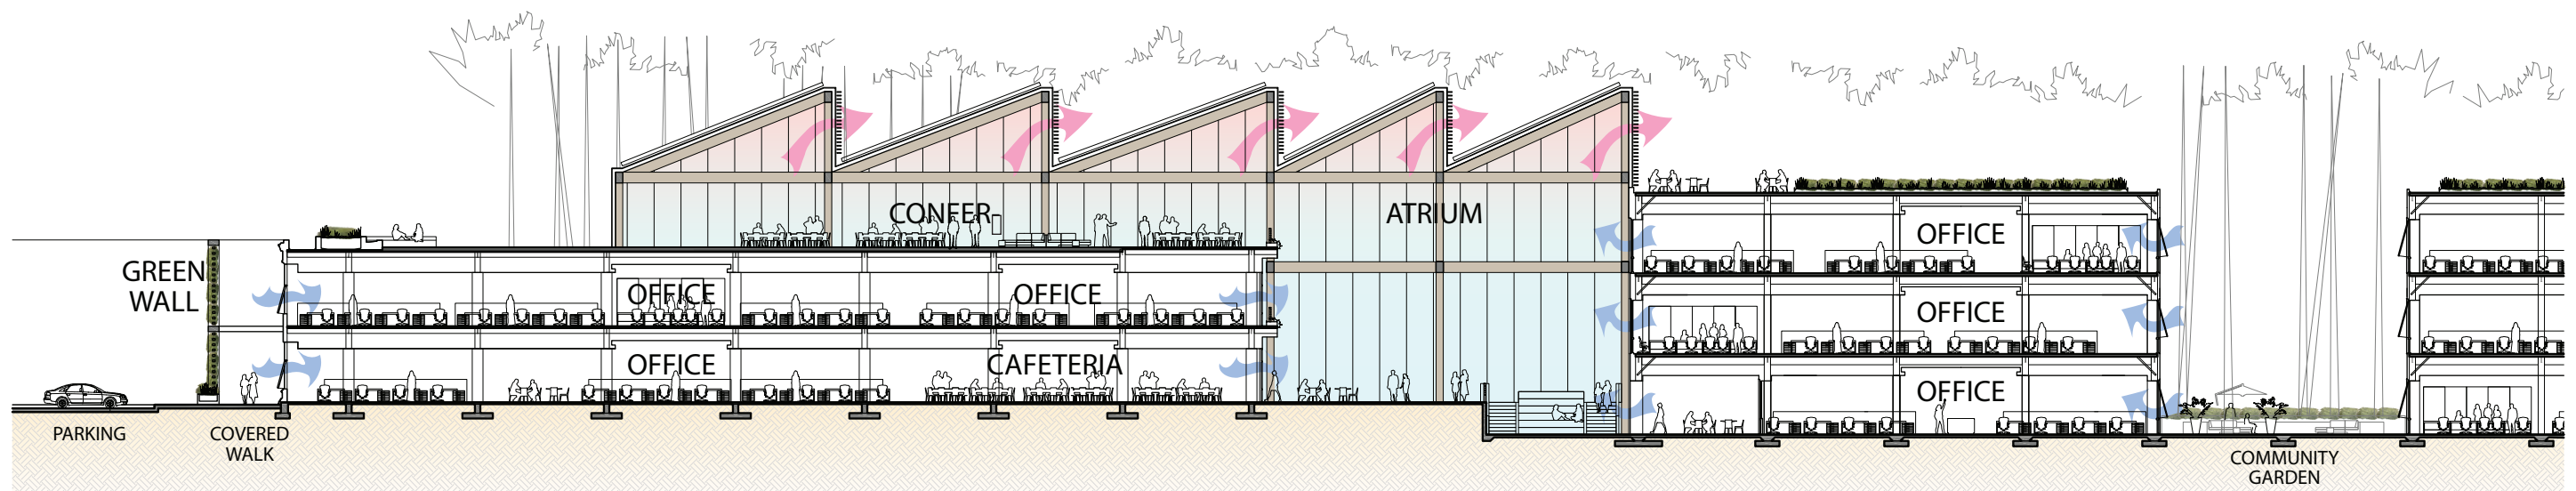 CONFER
ATRIUM
OFFICE
GREEN
WALL
OFFICE
OFFICE
OFFICE
OFFICE
CAFETERIA
OFFICE
PARKING
COVERED
WALK
COMMUNITY
GARDEN